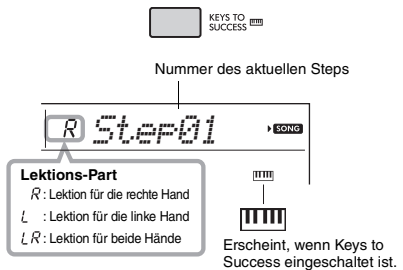 KEYS TO
SUCCESS
Nummer des aktuellen Steps
R Step01
SONG
Lektions-Part
R : Lektion für die rechte Hand
L : Lektion für die linke Hand
LR : Lektion für beide Hände
Erscheint, wenn Keys to
Success eingeschaltet ist.